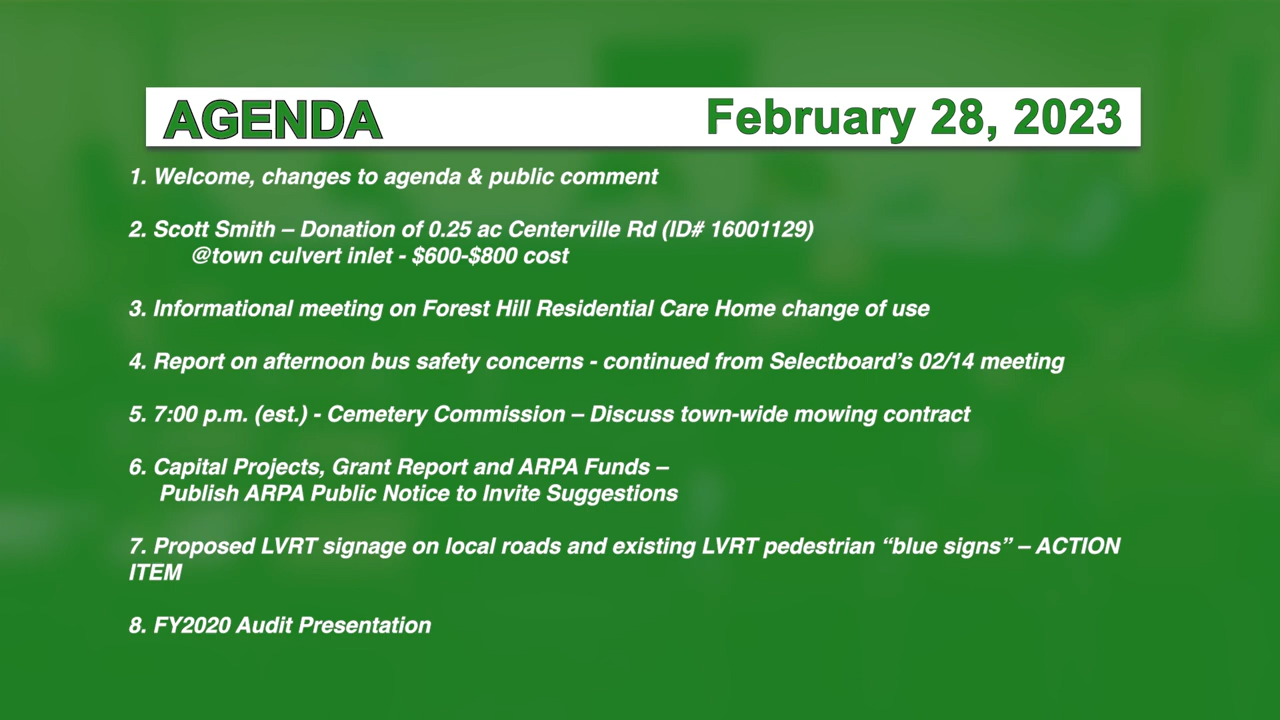 AGENDA February 28, 2023
1. Welcome, changes to agenda & public comment
2. Scott Smith – Donation of 0.25 ac Centerville Rd (ID# 16001129)
@town culvert inlet - $600-$800 cost
3. Informational meeting on Forest Hill Residential Care Home change of use
4. Report on afternoon bus safety concerns - continued from Selectboard’s 02/14 meeting
5. 7:00 p.m. (est.) - Cemetery Commission – Discuss town-wide mowing contract
6. Capital Projects, Grant Report and ARPA Funds –
Publish ARPA Public Notice to Invite Suggestions
7. Proposed LVRT signage on local roads and existing LVRT pedestrian “blue signs” – ACTION
ITEM
8. FY2020 Audit Presentation